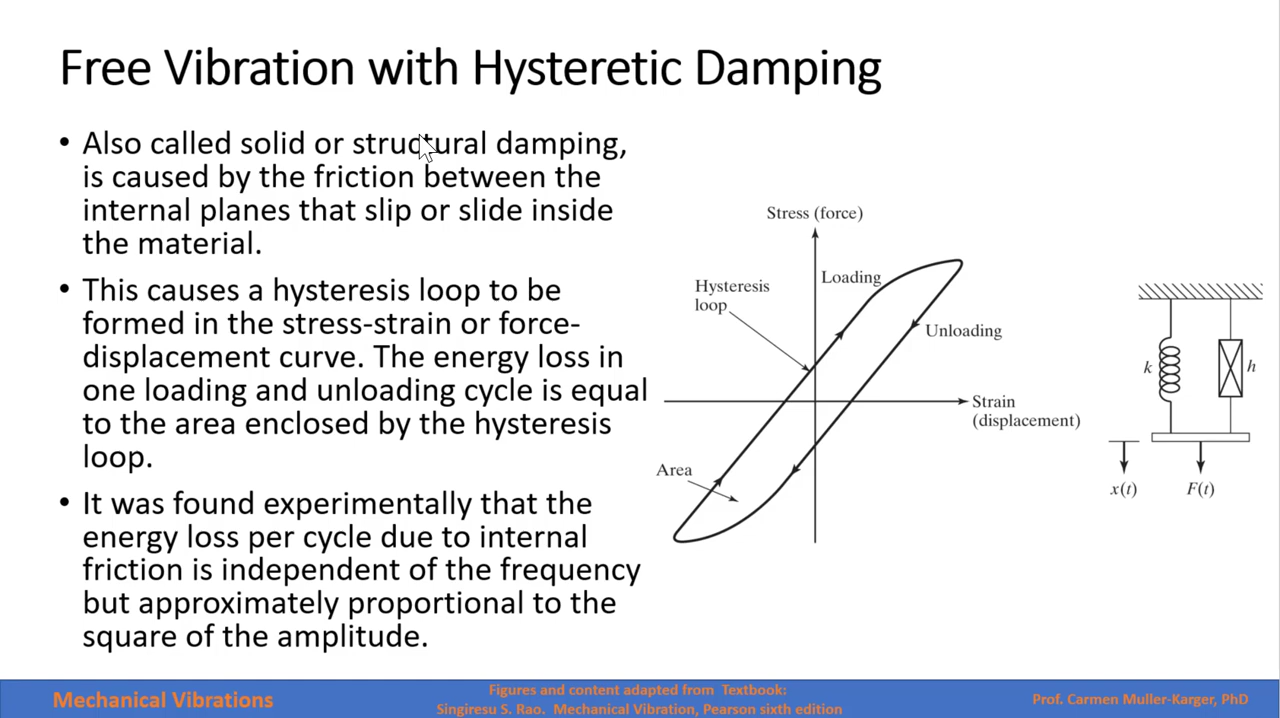 Free Vibration with Hysteretic Damping
• Also called solid or structural damping,
is caused by the friction between the
internal planes that slip or slide inside
the material.
• This causes a hysteresis loop to be
formed in the stress-strain or force-
displacement curve. The energy loss in
one loading and unloading cycle is equal
to the area enclosed by the hysteresis
loop.
• It was found experimentally that the
energy loss per cycle due to internal
friction is independent of the frequency
but approximately proportional to the
square of the amplitude.
Stress (force)
Hysteresis
loop
Loading
Unloading
Strain
(displacement)
Area
k
h
x(t)
F(t)
Mechanical Vibrations
Figures and content adapted from Textbook:
Singiresu S. Rao. Mechanical Vibration, Pearson sixth edition
Prof. Carmen Muller-Karger, PhD